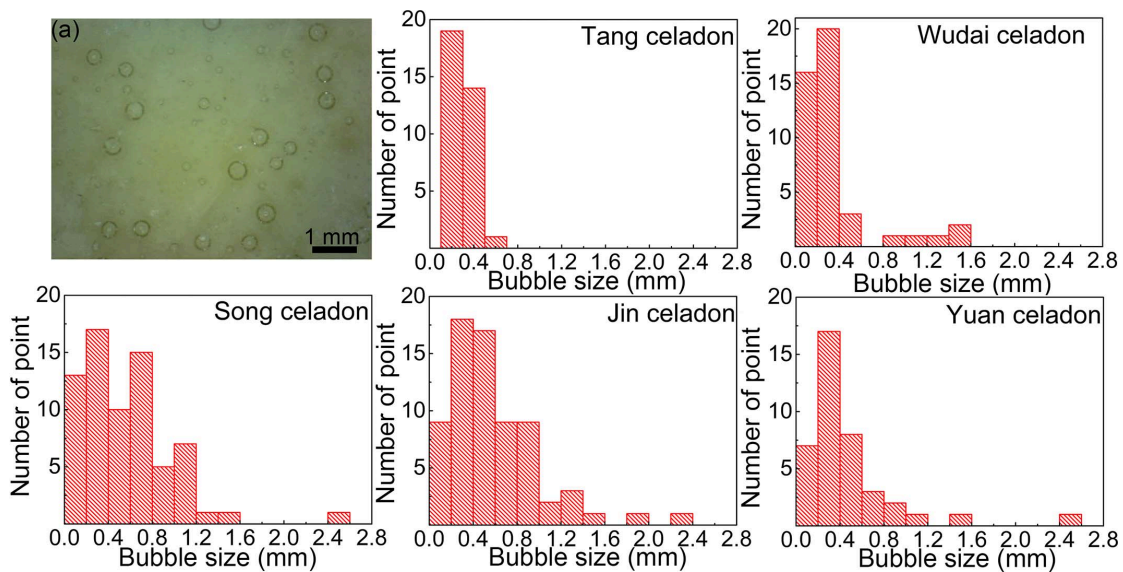 (a)
1 mm
Tang celadon
Number of point
20
15
10
5
0.0 0.4 0.8 1.2 1.6 2.0 2.4 2.8
Bubble size (mm)
Wudai celadon
Number of point
20
15
10
5
0.0 0.4 0.8 1.2 1.6 2.0 2.4 2.8
Bubble size (mm)
Song celadon
Number of point
20
15
10
5
0.0 0.4 0.8 1.2 1.6 2.0 2.4 2.8
Bubble size (mm)
Jin celadon
Number of point
20
15
10
5
0.0 0.4 0.8 1.2 1.6 2.0 2.4 2.8
Bubble size (mm)
Yuan celadon
Number of point
20
15
10
5
0.0 0.4 0.8 1.2 1.6 2.0 2.4 2.8
Bubble size (mm)